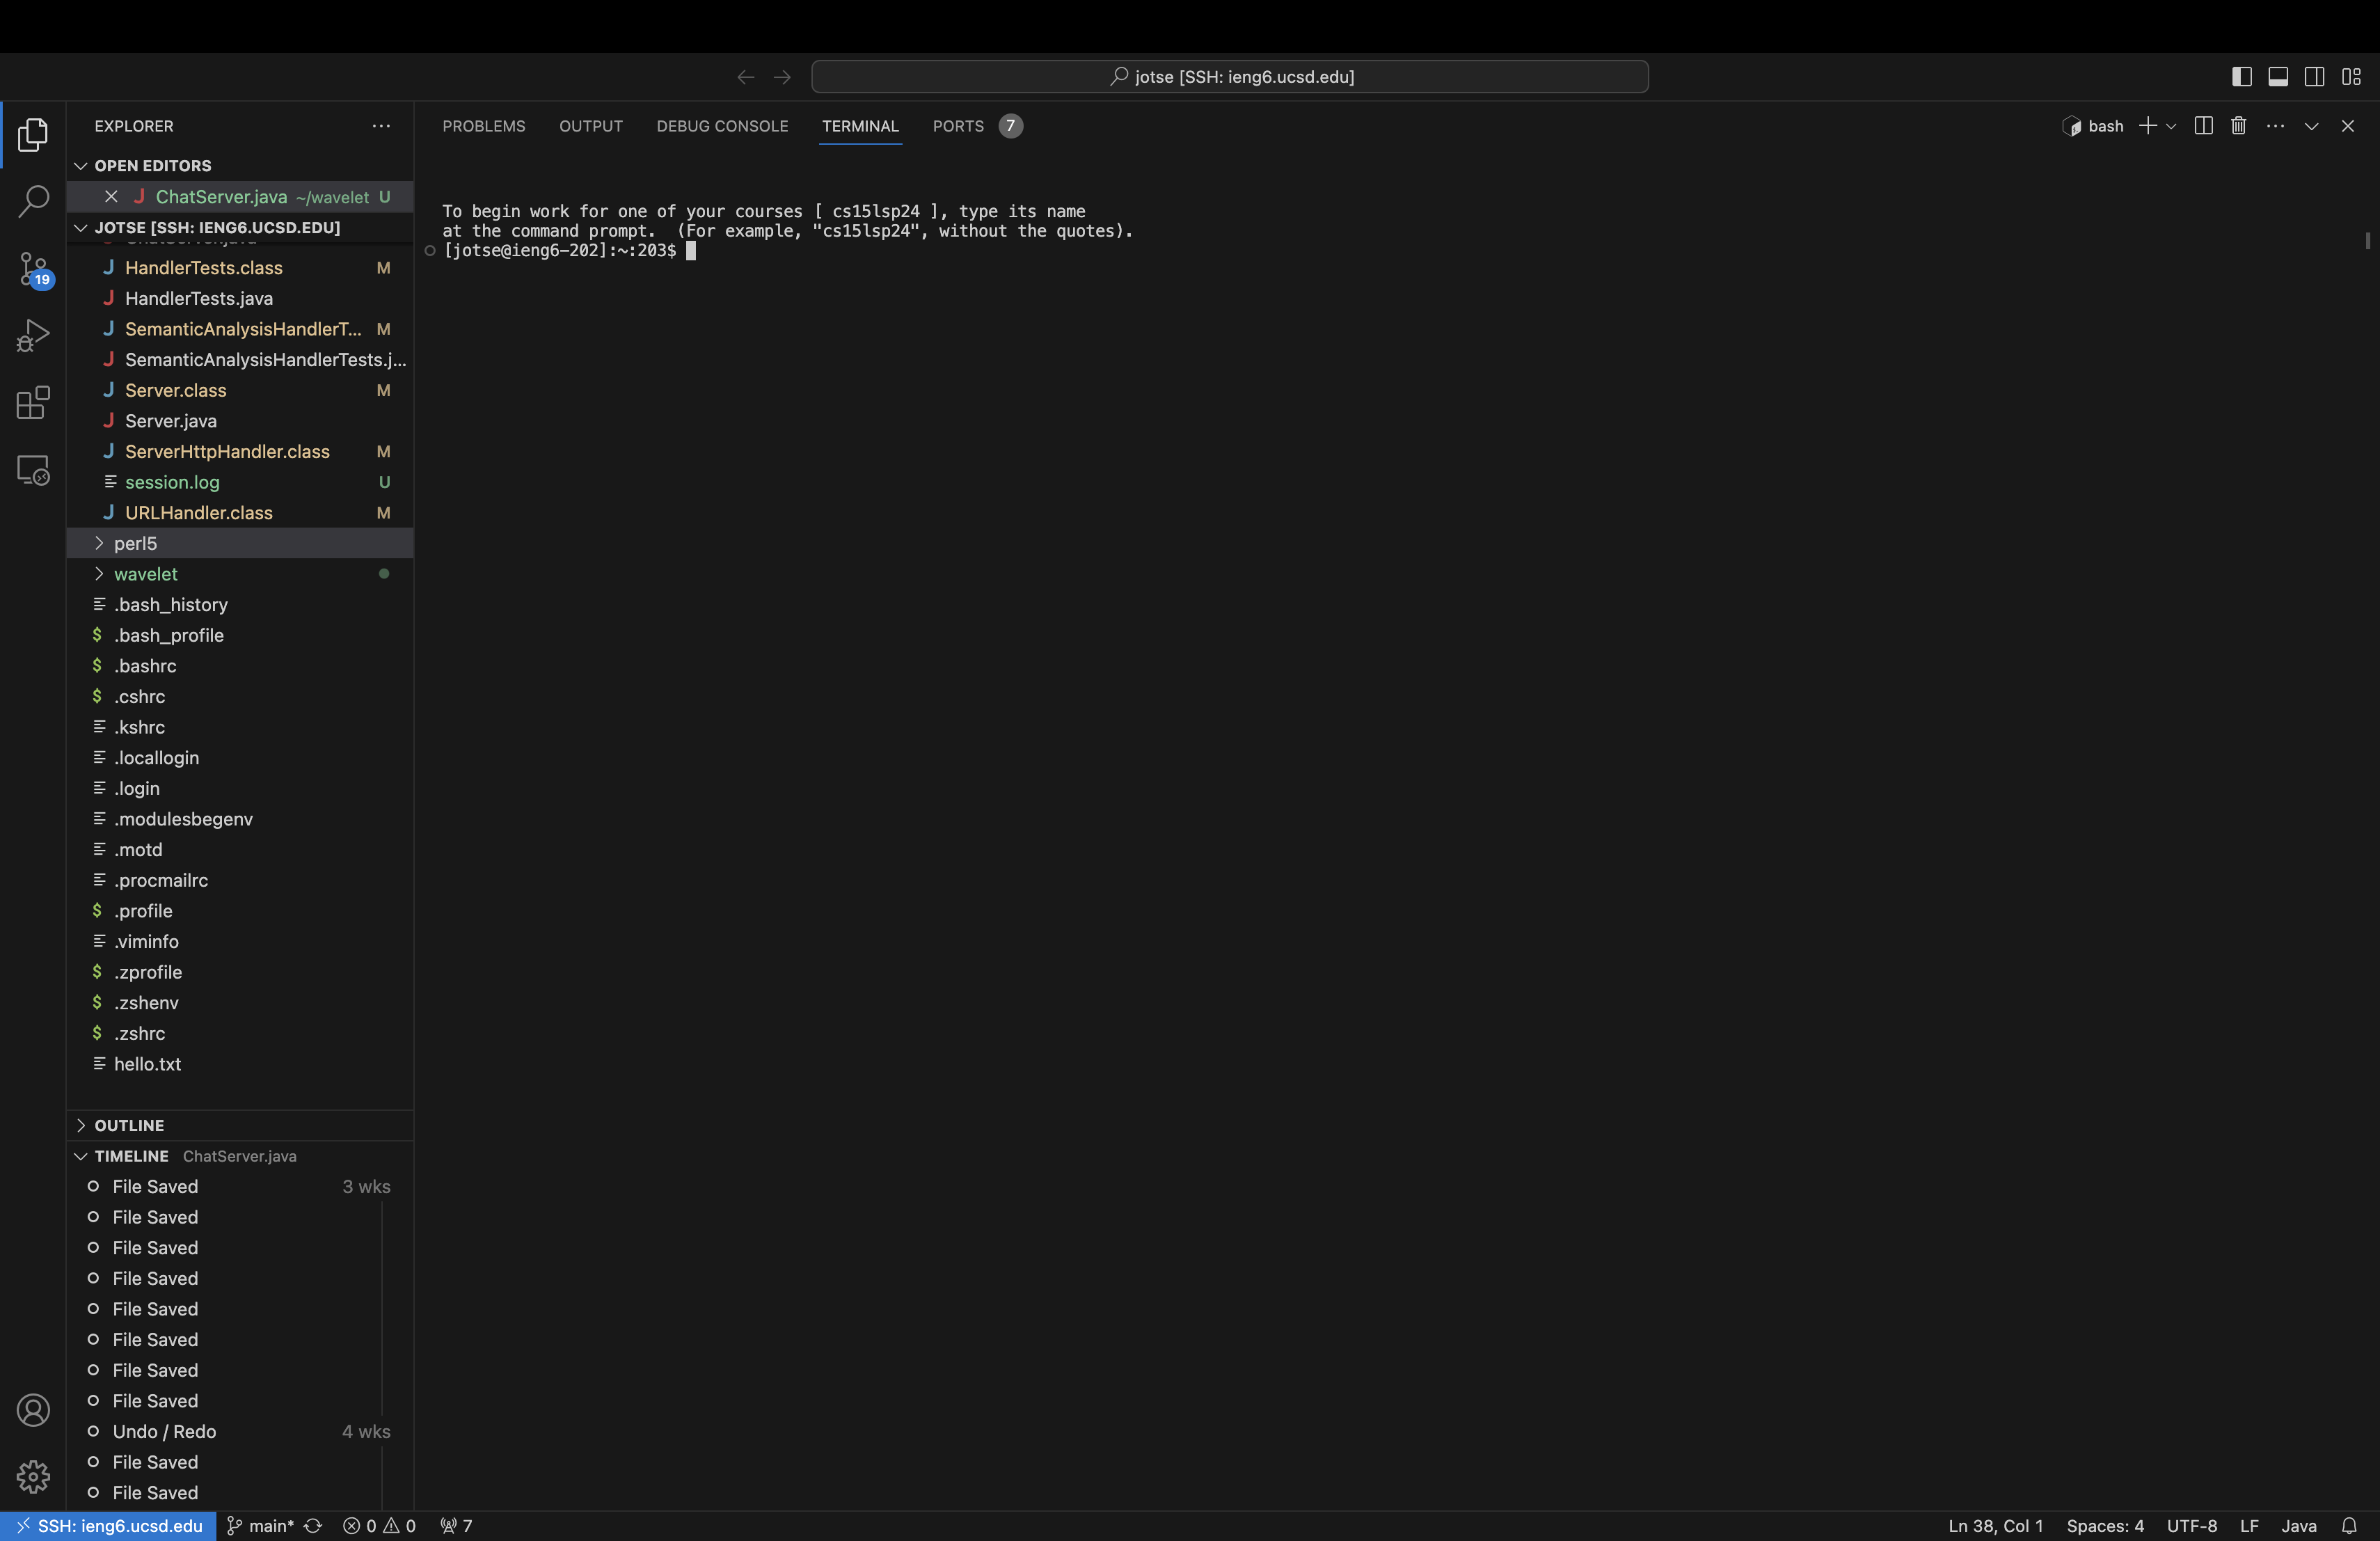 jotse [SSH: ieng6.ucsd.edu]
EXPLORER
PROBLEMS OUTPUT DEBUG CONSOLE TERMINAL PORTS 7
bash
OPEN EDITORS
ChatServer.java ~/wavelet U
JOTSE [SSH: IENG6.UCSD.EDU]
HandlerTests.class M
HandlerTests.java
SemanticAnalysisHandlerT... M
SemanticAnalysisHandlerTests.j...
Server.class M
Server.java
ServerHttpHandler.class M
session.log U
URLHandler.class M
perl5
wavelet
.bash_history
.bash_profile
.bashrc
.cshrc
.kshrc
.locallogin
.login
.modulesbegenv
.motd
.procmailrc
.profile
.viminfo
.zprofile
.zshenv
.zshrc
hello.txt
OUTLINE
TIMELINE ChatServer.java
File Saved 3 wks
File Saved
File Saved
File Saved
File Saved
File Saved
File Saved
File Saved
Undo / Redo 4 wks
File Saved
File Saved
19
To begin work for one of your courses [ cs15lsp24 ], type its name
at the command prompt.  (For example, "cs15lsp24", without the quotes).
[jotse@ieng6-202]:~:203$
SSH: ieng6.ucsd.edu main* 0 0 7
Ln 38, Col 1 Spaces: 4 UTF-8 LF Java